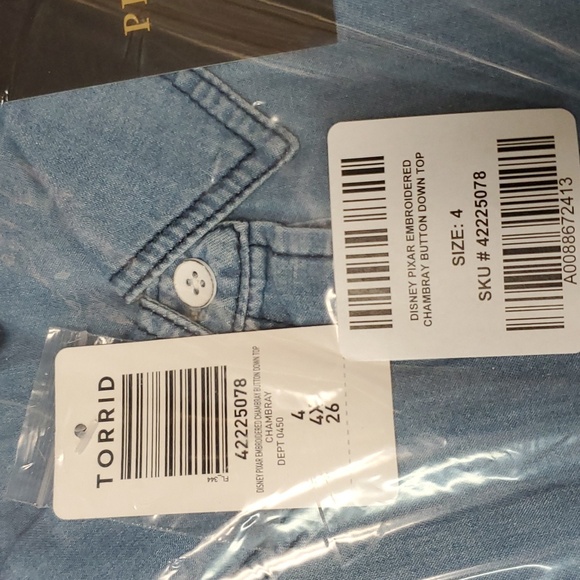 TORRID
42225078
DISNEY PIXAR EMBROIDERED CHAMBRAY BUTTON DOWN TOP
CHAMBRAY
DEPT 0450
4
4X
26
DISNEY PIXAR EMBROIDERED
CHAMBRAY BUTTON DOWN TOP
SIZE: 4
SKU # 42225078
A0088672413